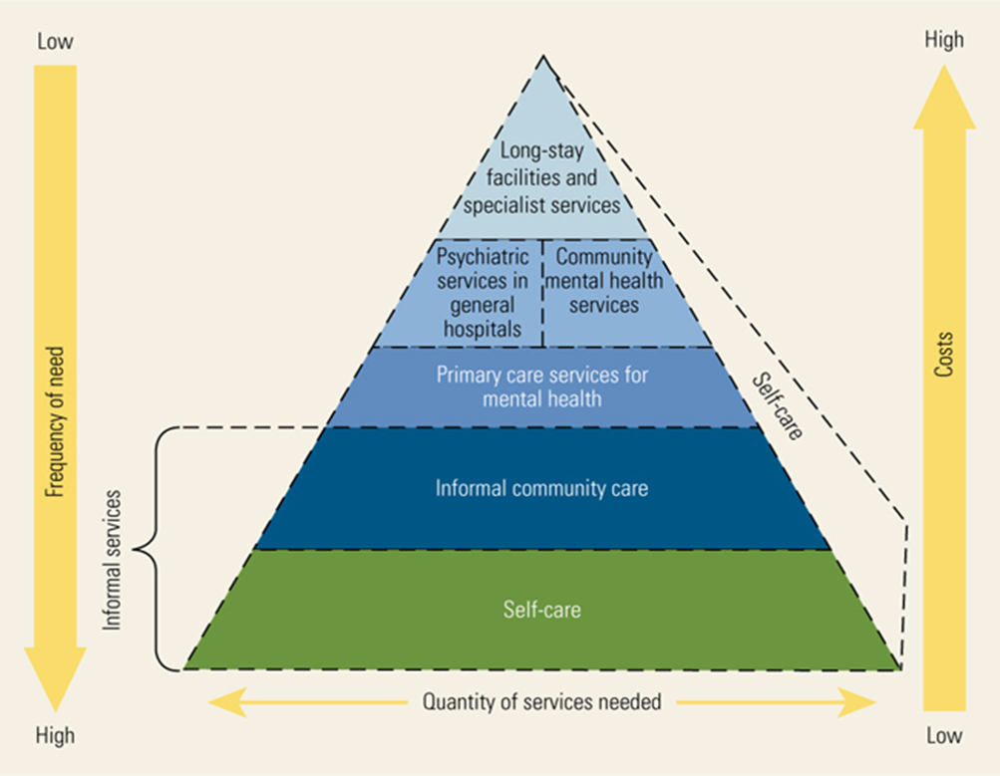 Low
High
Long-stay
facilities and
specialist services
Psychiatric
services in
general
hospitals
Community
mental health
services
Primary care services for
mental health
Self-care
Costs
Frequency of need
Informal services
Informal community care
Self-care
Quantity of services needed
High
Low